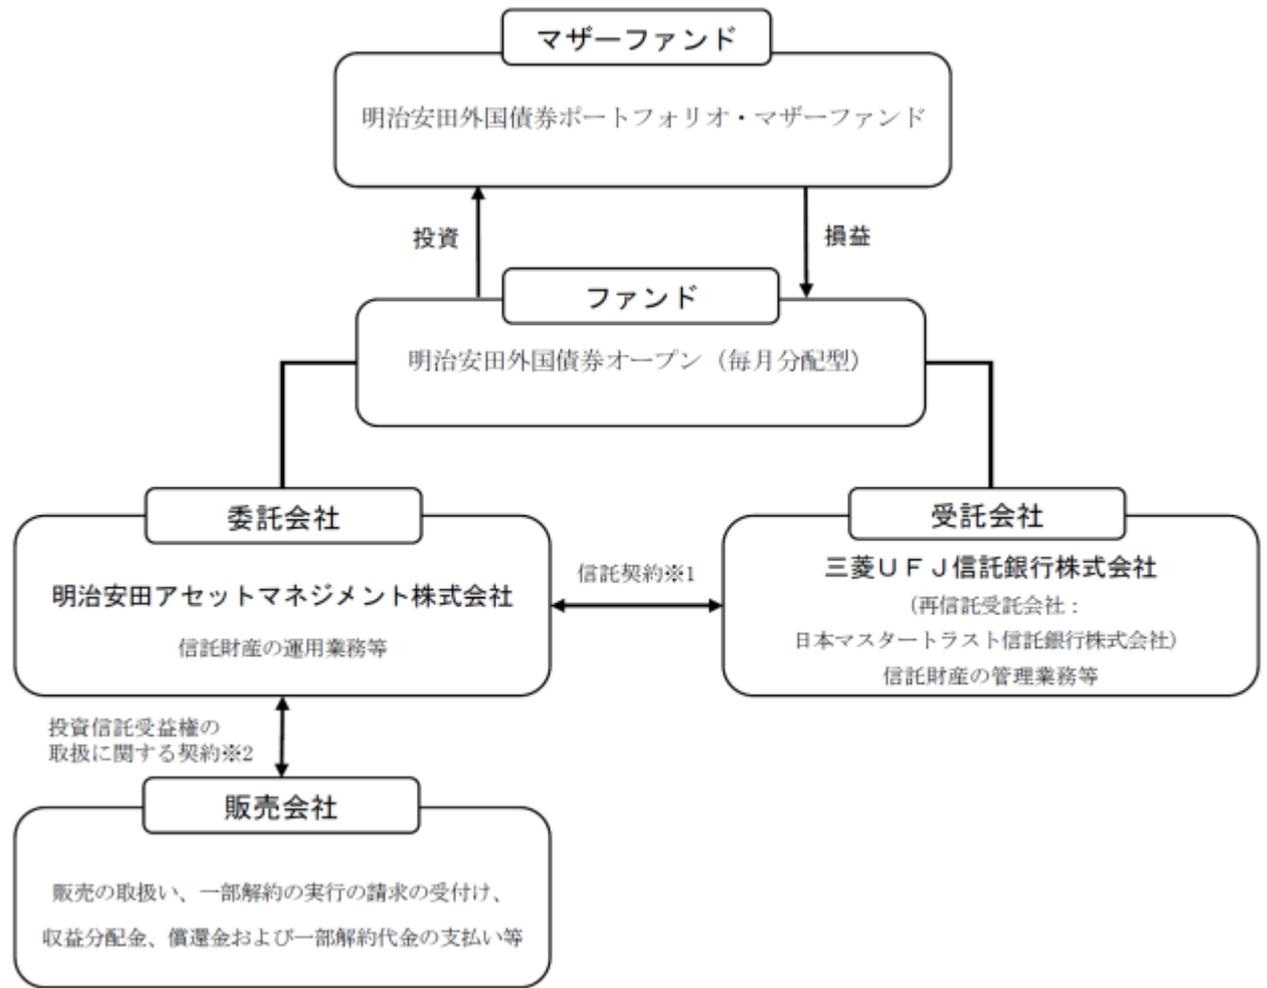 マザーファンド
明治安田外国債券ポートフォリオ・マザーファンド
投資
損益
ファンド
明治安田外国債券オープン（毎月分配型）
委託会社
明治安田アセットマネジメント株式会社
信託財産の運用業務等
信託契約※1
受託会社
三菱ＵＦＪ信託銀行株式会社
（再信託受託会社：
日本マスタートラスト信託銀行株式会社）
信託財産の管理業務等
投資信託受益権の
取扱に関する契約※2
販売会社
販売の取扱い、一部解約の実行の請求の受付け、
収益分配金、償還金および一部解約代金の支払い等